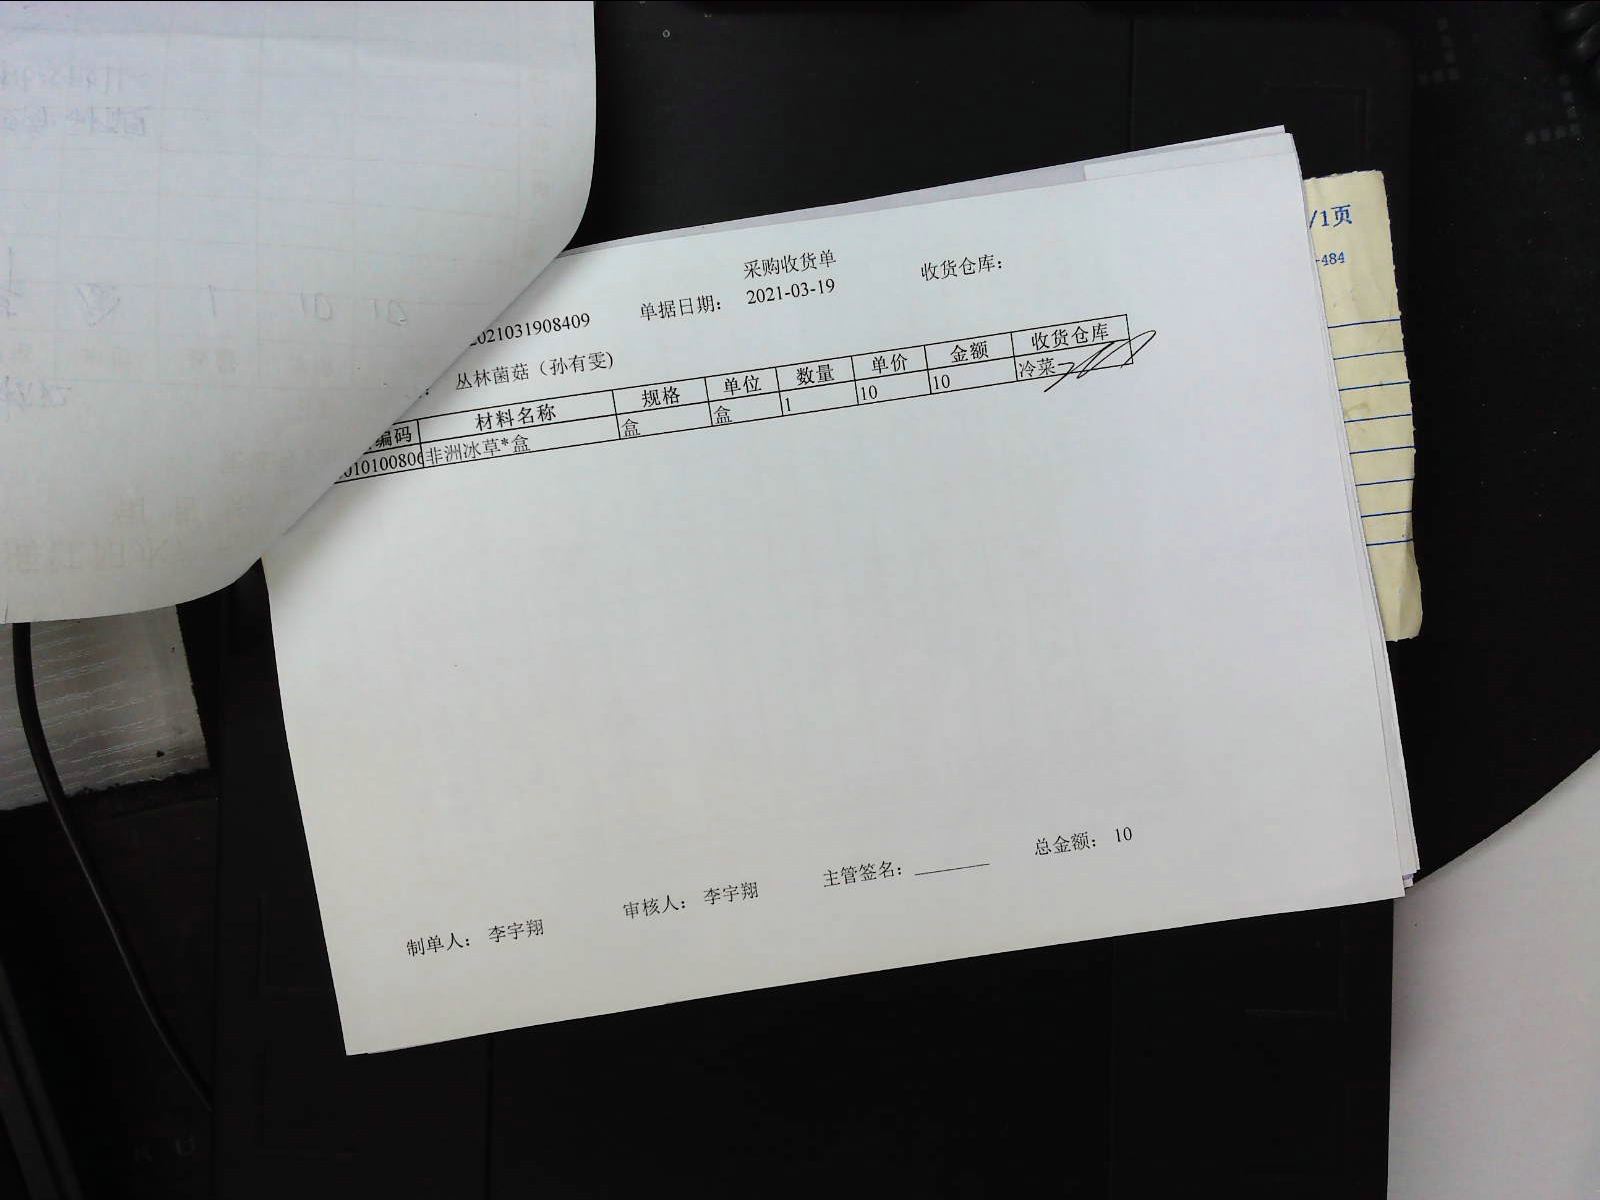 采购收货单
2021031908409 单据日期： 2021-03-19 收货仓库：
丛林菌菇（孙有雯）
编码 材料名称 规格 单位 数量 单价 金额 收货仓库
非洲冰草*盒 盒 盒 1 10 10 冷菜
制单人： 李宇翔 审核人： 李宇翔 主管签名： 总金额： 10
/1页
-484